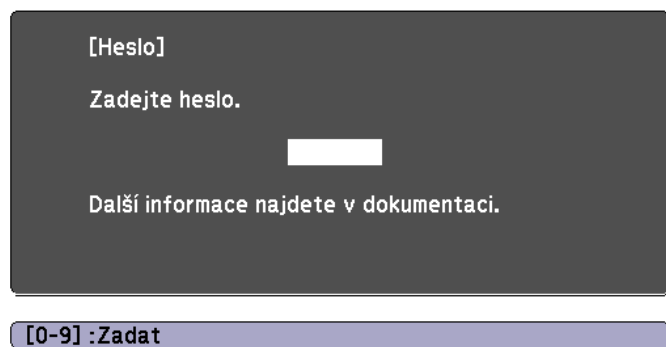 [Heslo]
Zadejte heslo.
Další informace najdete v dokumentaci.
[0-9] :Zadat